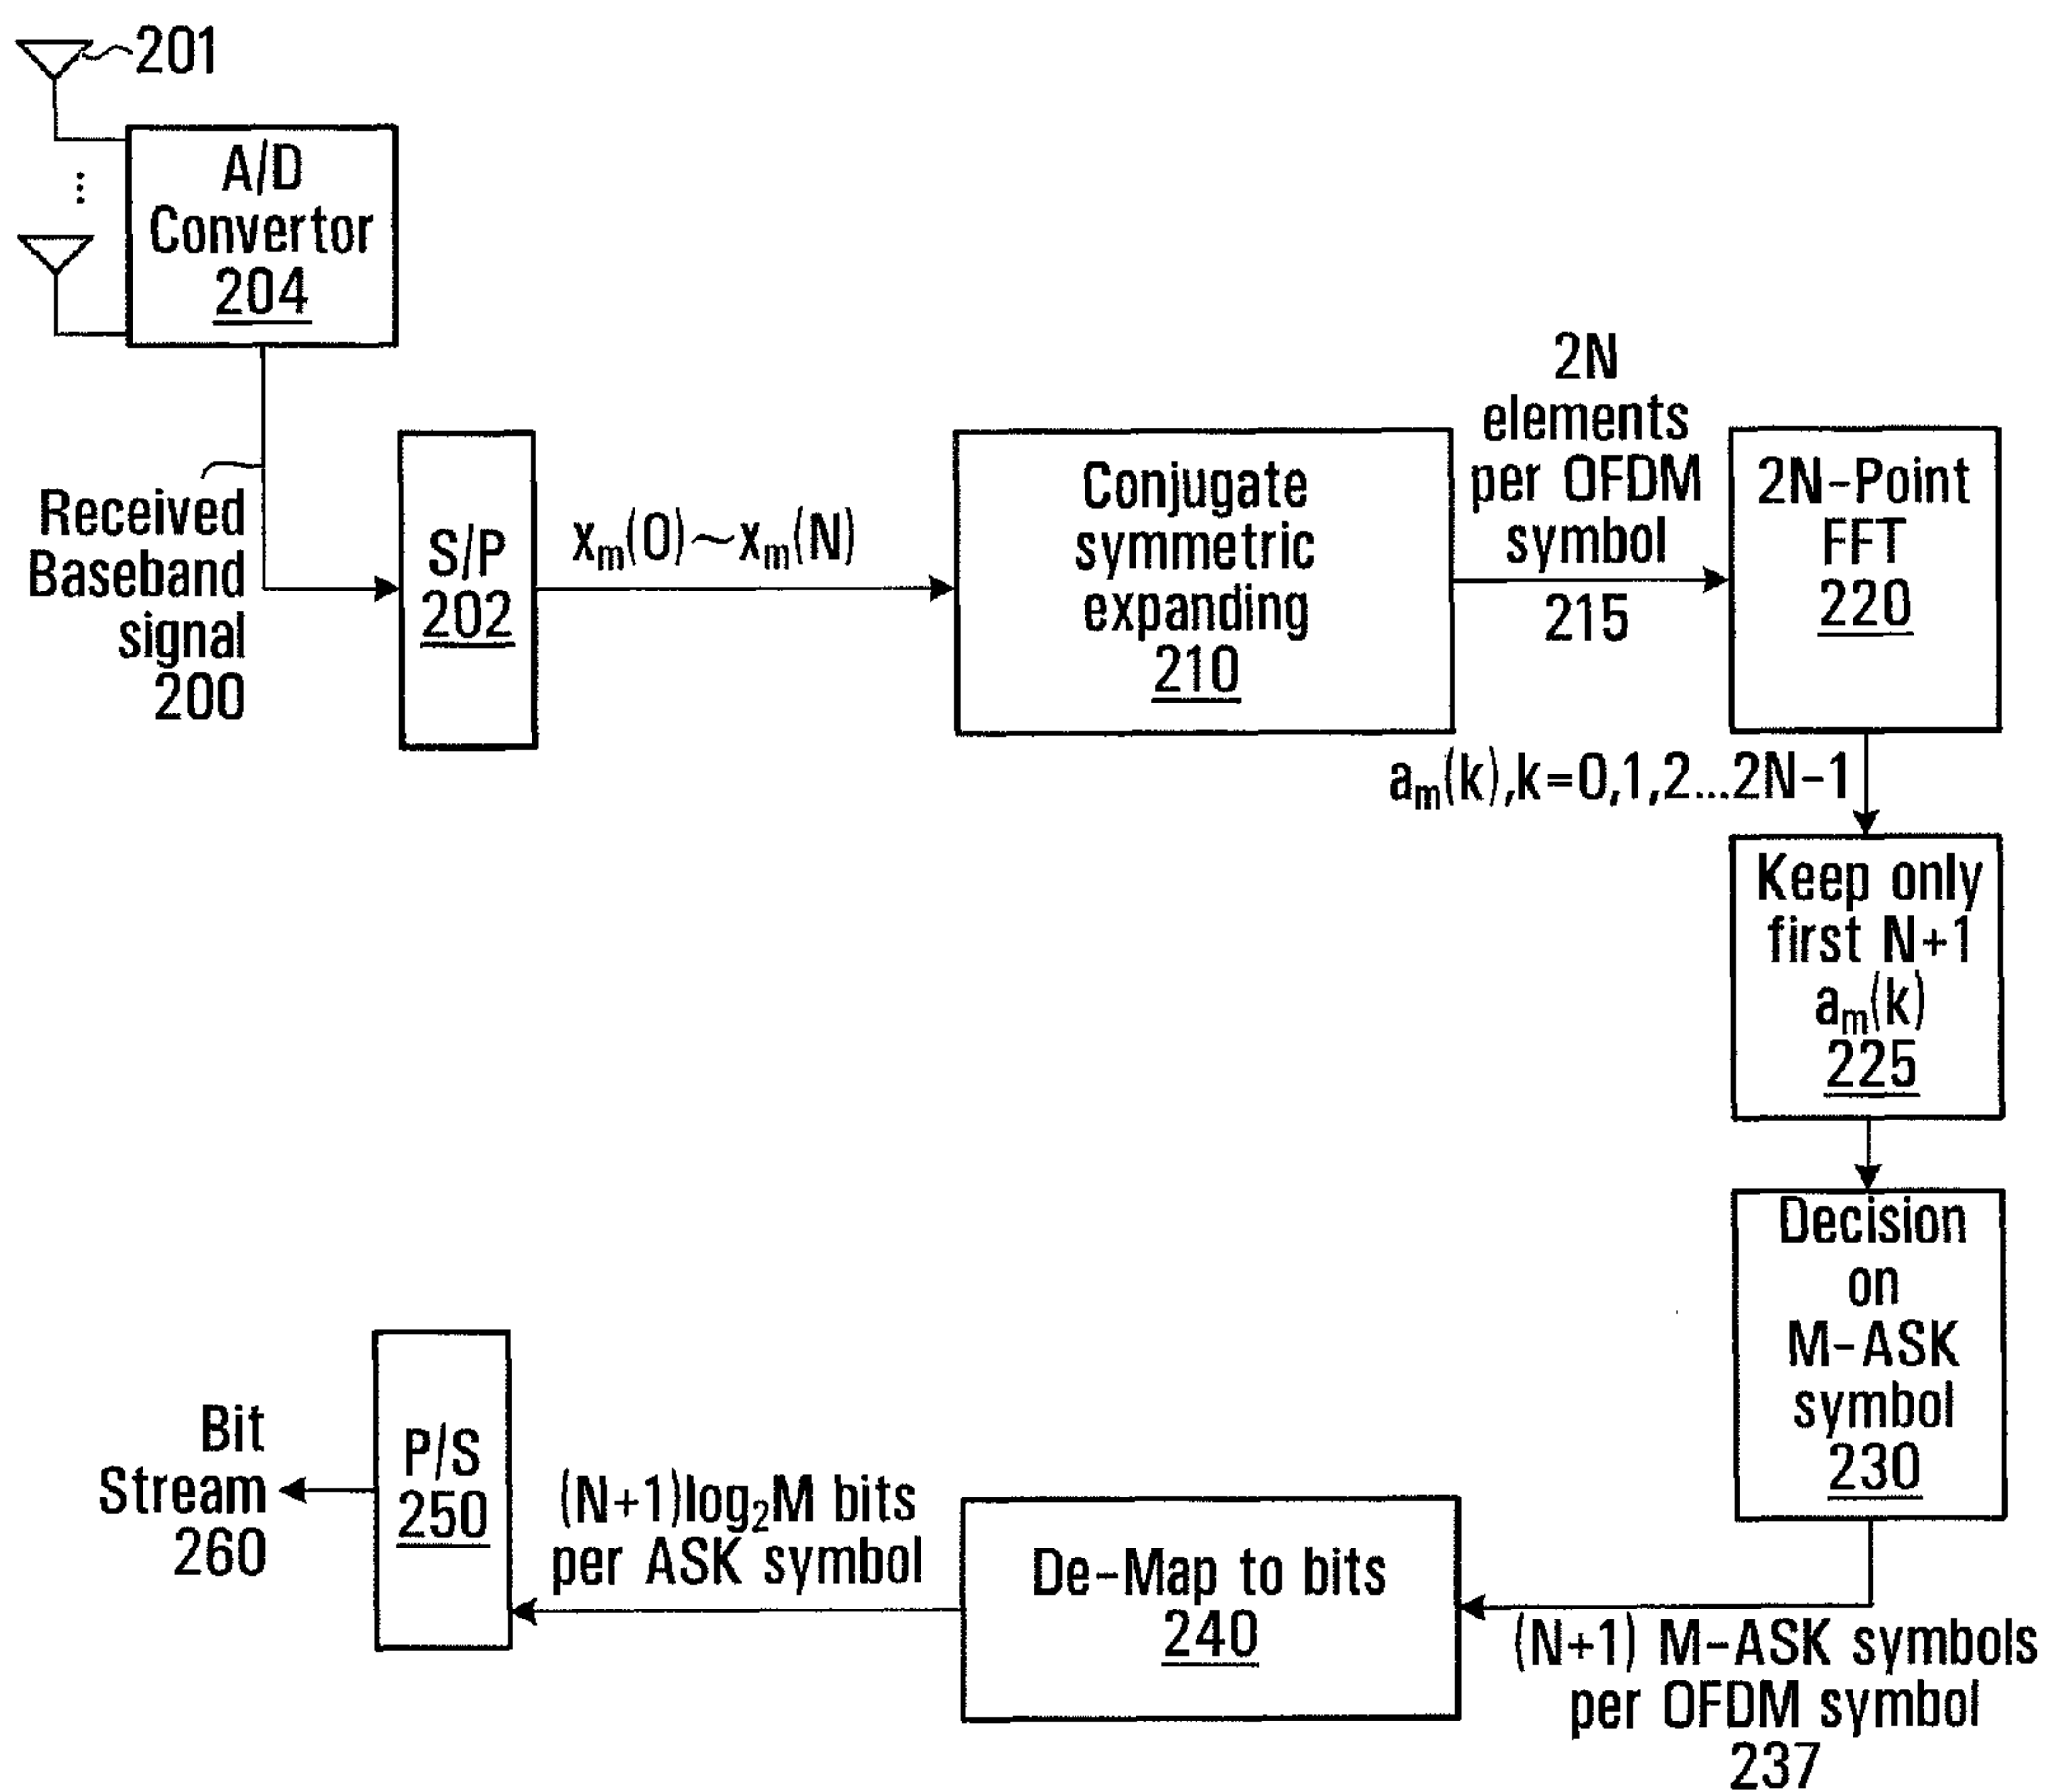 201
A/D
Convertor
204
Received
Baseband
signal
200
S/P
202
xₘ(0)~xₘ(N)
Conjugate
symmetric
expanding
210
2N
elements
per OFDM
symbol
215
2N-Point
FFT
220
aₘ(k),k=0,1,2...2N-1
Keep only
first N+1
aₘ(k)
225
Decision
on
M-ASK
symbol
230
(N+1) M-ASK symbols
per OFDM symbol
237
De-Map to bits
240
(N+1)log₂M bits
per ASK symbol
P/S
250
Bit
Stream
260